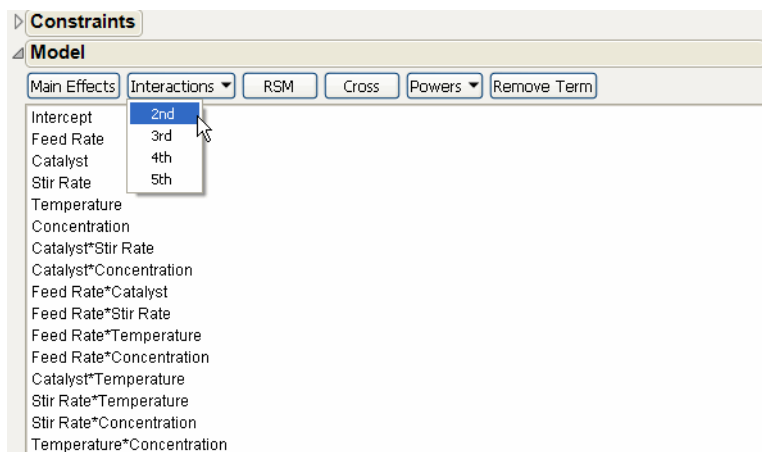 Constraints
Model
Main Effects Interactions RSM Cross Powers Remove Term
Intercept 2nd
Feed Rate 3rd
Catalyst 4th
Stir Rate 5th
Temperature
Concentration
Catalyst*Stir Rate
Catalyst*Concentration
Feed Rate*Catalyst
Feed Rate*Stir Rate
Feed Rate*Temperature
Feed Rate*Concentration
Catalyst*Temperature
Stir Rate*Temperature
Stir Rate*Concentration
Temperature*Concentration